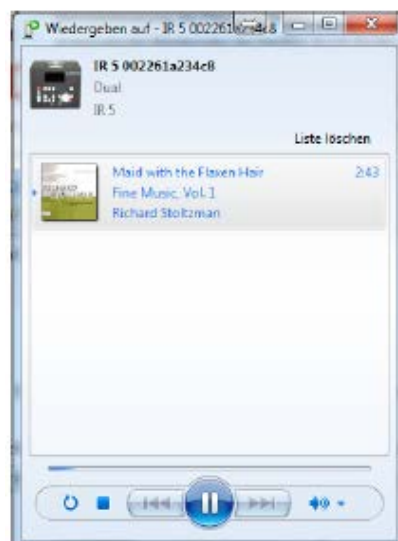 Wiedergeben auf - IR 5 002261a234c8
IR 5 002261a234c8
Dual
IR 5
Liste löschen
Maid with the Flaxen Hair 2:43
Fine Music, Vol. 1
Richard Stoltzman